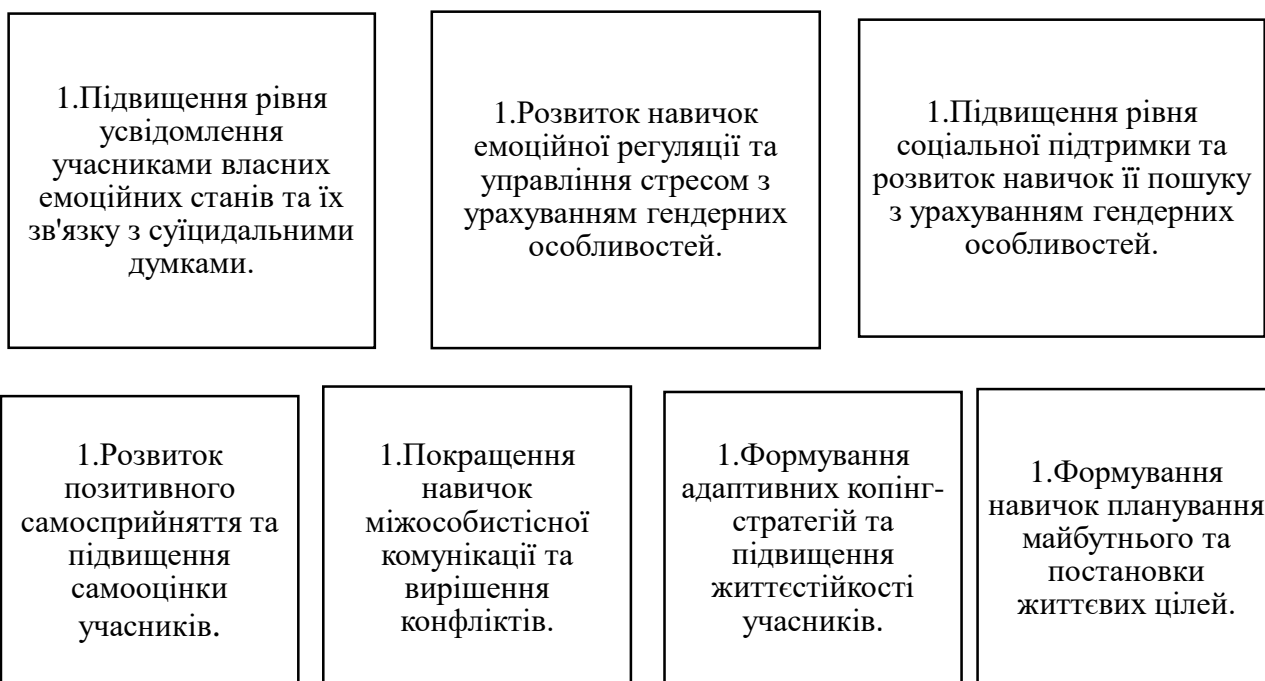 1.Підвищення рівня
усвідомлення
учасниками власних
емоційних станів та їх
зв'язку з суїцидальними
думками.
1.Розвиток навичок
емоційної регуляції та
управління стресом з
урахуванням гендерних
особливостей.
1.Підвищення рівня
соціальної підтримки та
розвиток навичок її пошуку
з урахуванням гендерних
особливостей.
1.Розвиток
позитивного
самосприйняття та
підвищення
самооцінки
учасників.
1.Покращення
навичок
міжособистісної
комунікації та
вирішення
конфліктів.
1.Формування
адаптивних копінг-
стратегій та
підвищення
життєстійкості
учасників.
1.Формування
навичок планування
майбутнього та
постановки
життєвих цілей.